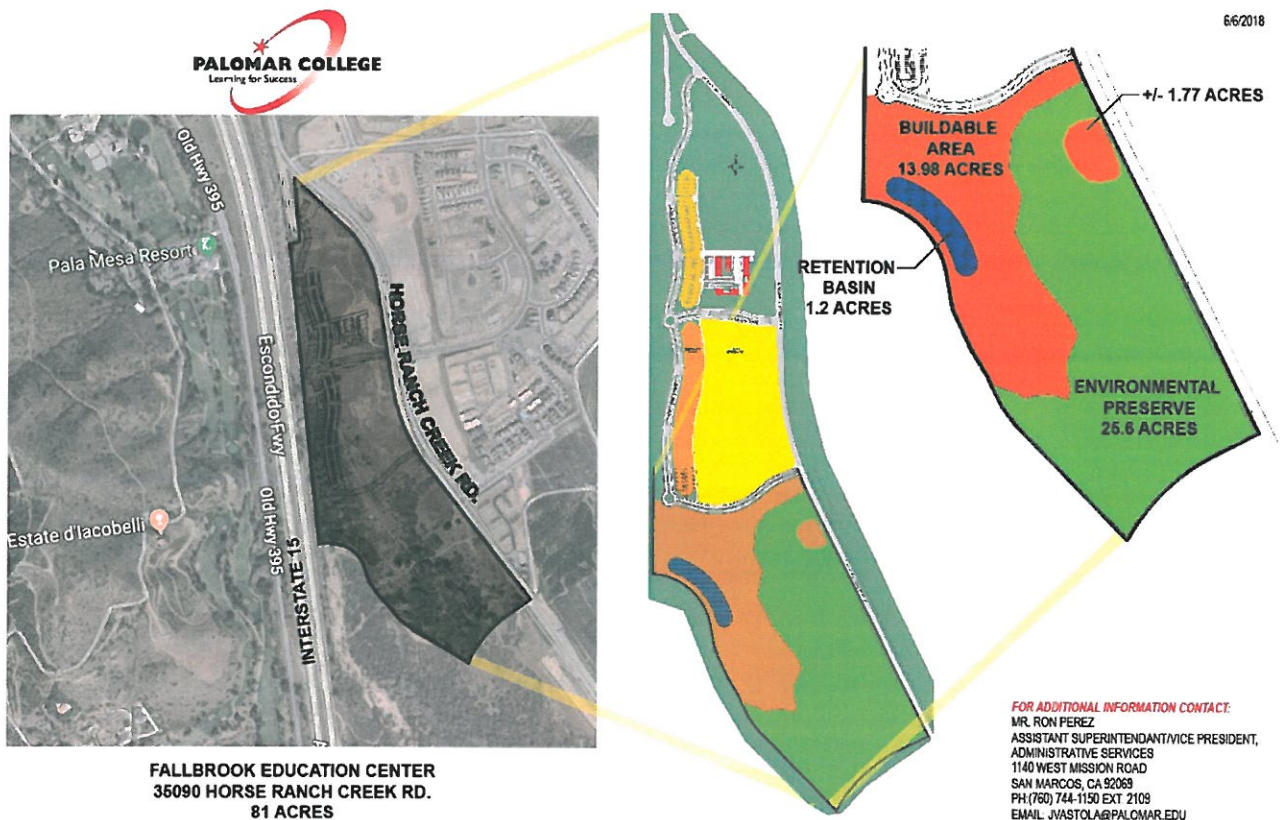 6/6/2018
PALOMAR COLLEGE
Learning for Success
Old Hwy 395
Pala Mesa Resort
HORSE RANCH CREEK RD.
Escondido Fwy
Old Hwy 395
INTERSTATE 15
Estate d'Iacobelli
FALLBROOK EDUCATION CENTER
35090 HORSE RANCH CREEK RD.
81 ACRES
+/- 1.77 ACRES
BUILDABLE
AREA
13.98 ACRES
RETENTION
BASIN
1.2 ACRES
ENVIRONMENTAL
PRESERVE
25.6 ACRES
FOR ADDITIONAL INFORMATION CONTACT:
MR. RON PEREZ
ASSISTANT SUPERINTENDANT/VICE PRESIDENT,
ADMINISTRATIVE SERVICES
1140 WEST MISSION ROAD
SAN MARCOS, CA 92069
PH:(760) 744-1150 EXT 2109
EMAIL: JVASTOLA@PALOMAR.EDU